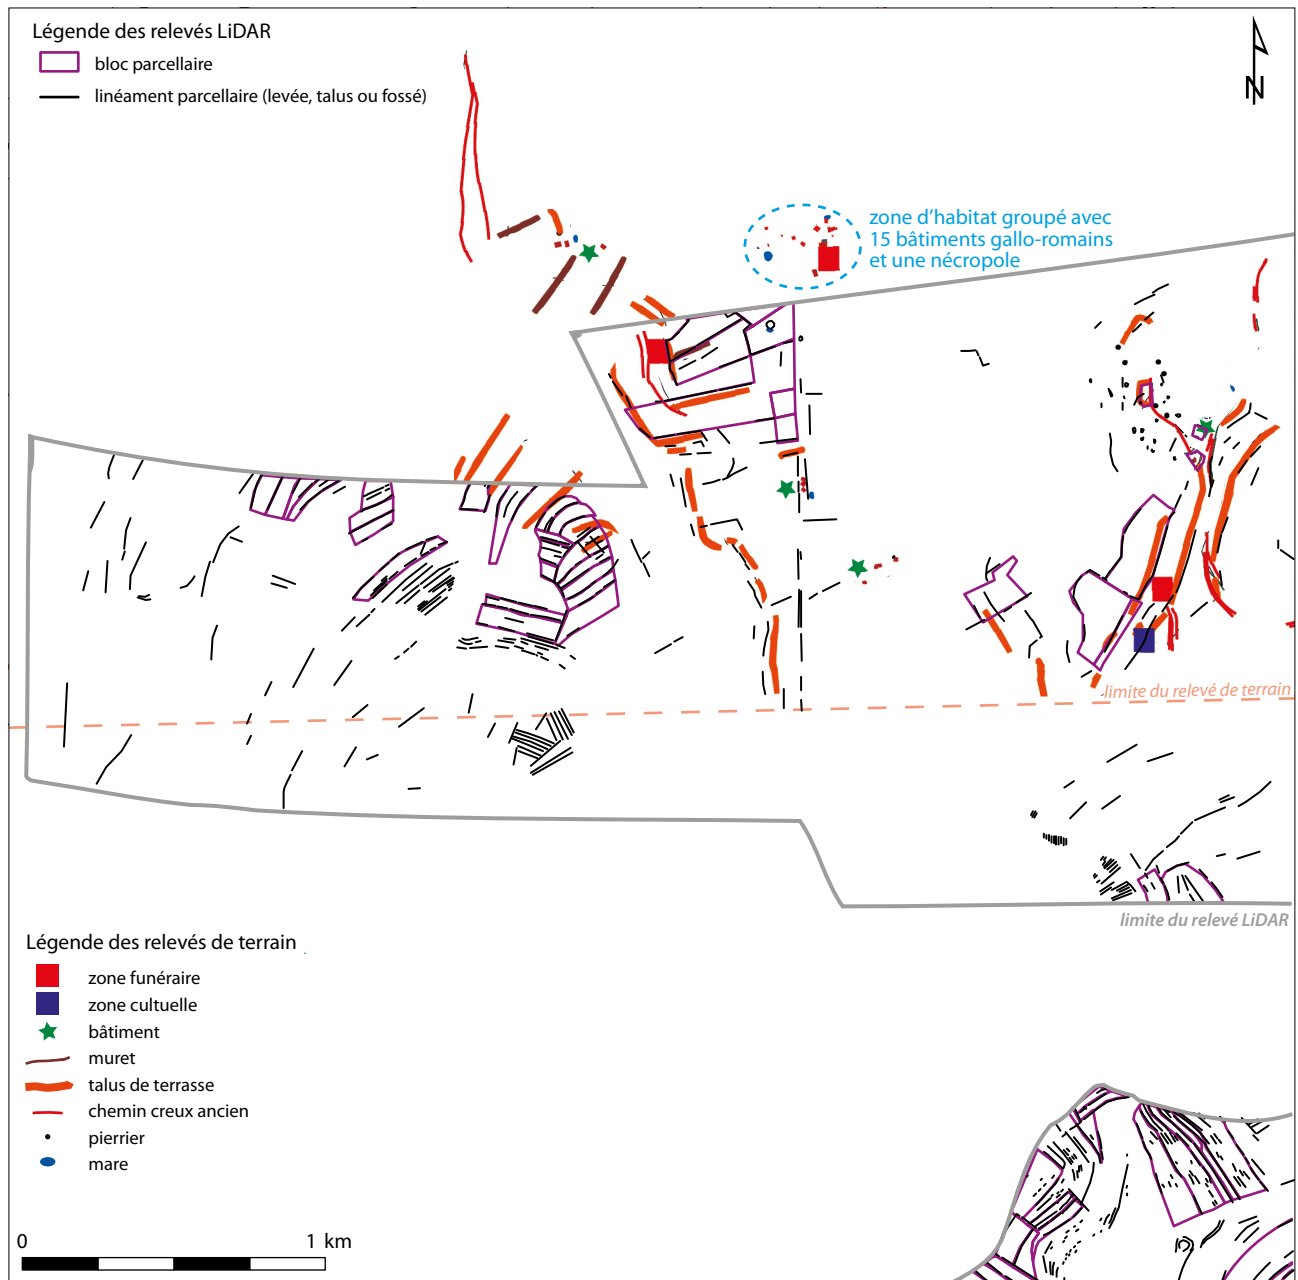 Légende des relevés LiDAR
bloc parcellaire
linéament parcellaire (levée, talus ou fossé)
N
zone d'habitat groupé avec
15 bâtiments gallo-romains
et une nécropole
limite du relevé de terrain
limite du relevé LiDAR
Légende des relevés de terrain
zone funéraire
zone cultuelle
bâtiment
muret
talus de terrasse
chemin creux ancien
pierrier
mare
0 1 km